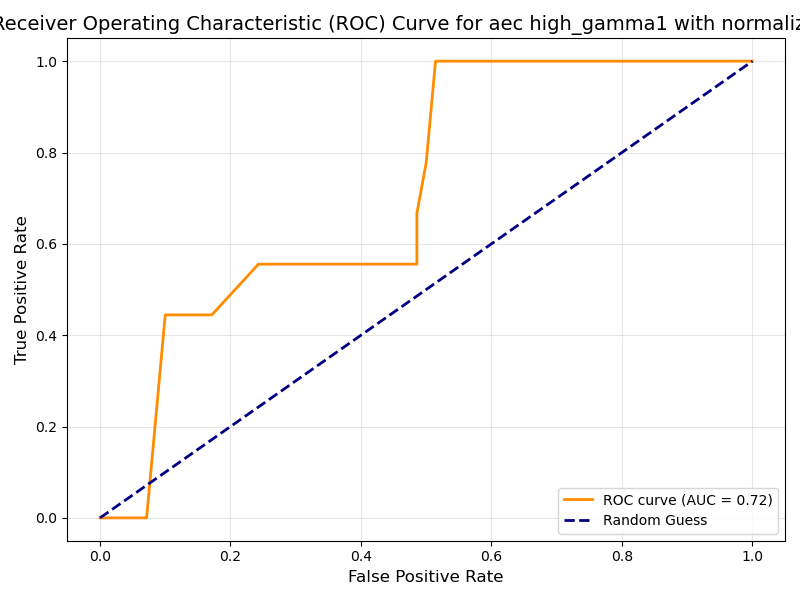 Receiver Operating Characteristic (ROC) Curve for aec high_gamma1 with
1.0
0.8
0.6
0.4
0.2
0.0
True Positive Rate
ROC curve (AUC = 0.72)
Random Guess
0.0 0.2 0.4 0.6 0.8 1.0
False Positive Rate